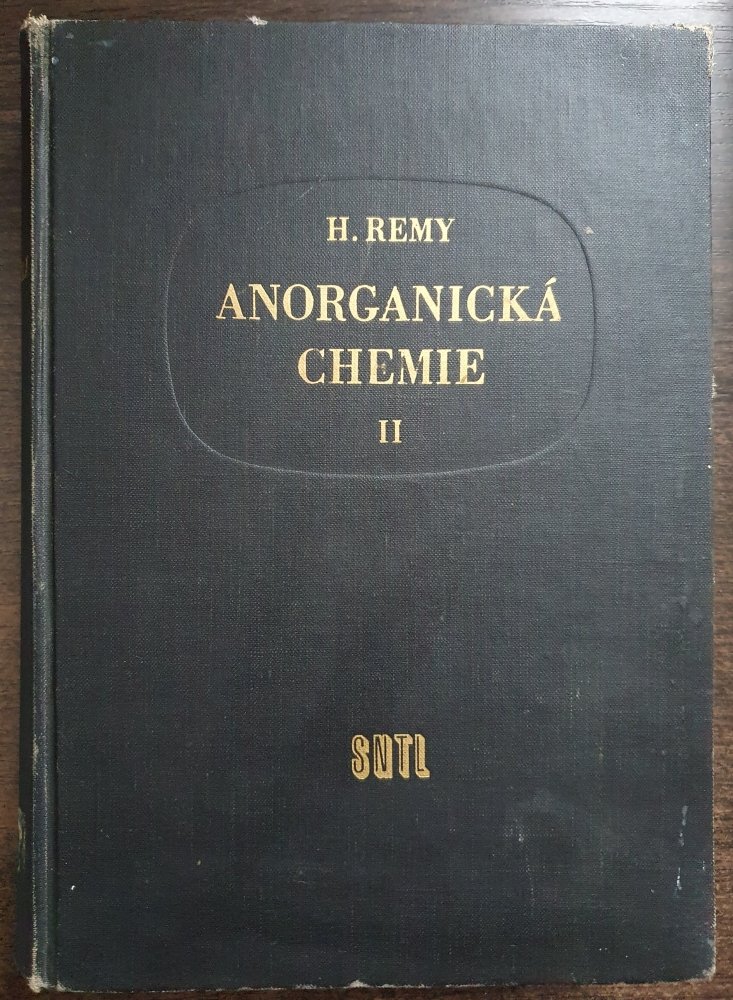 H. REMY
ANORGANICKÁ
CHEMIE
II
SNTL